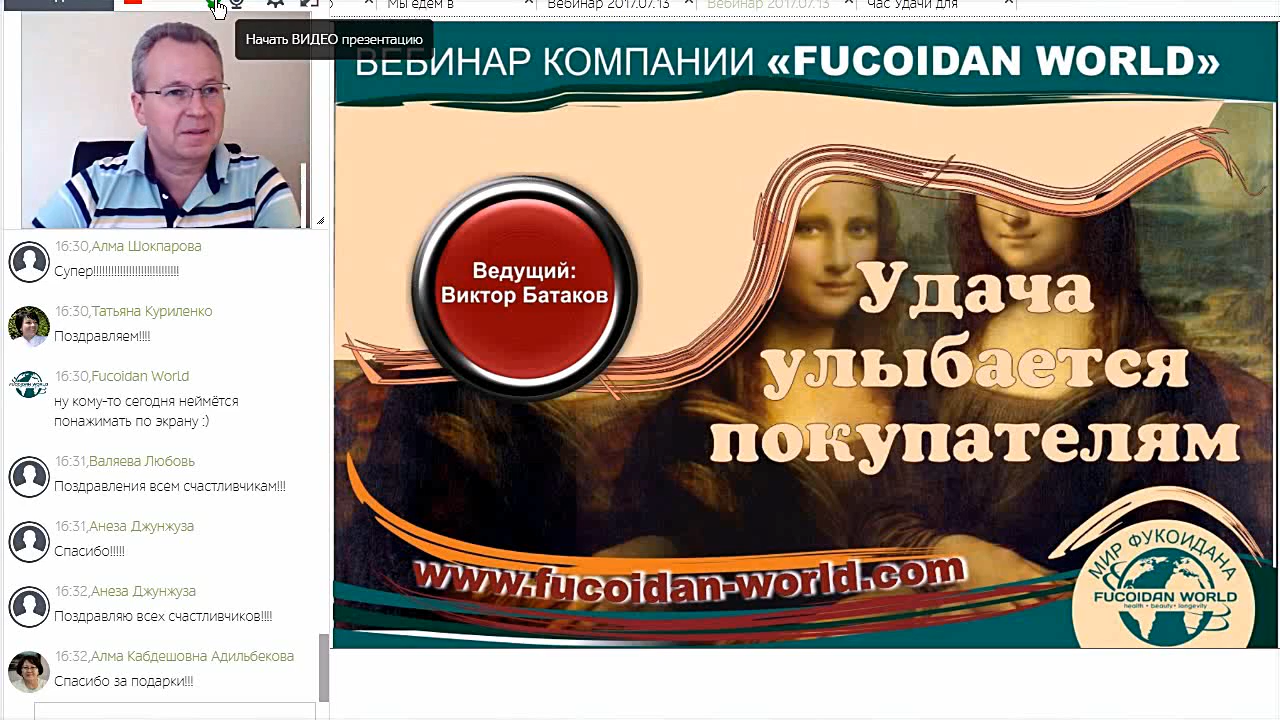 Мы едем в
Вебинар 2017.07.13
Вебинар 2017.07.13
Час Удачи для
Начать ВИДЕО презентацию
ВЕБИНАР КОМПАНИИ «FUCOIDAN WORLD»
Ведущий:
Виктор Батаков
Удача
улыбается
покупателям
www.fucoidan-world.com
МИР ФУКОИДАНА
FUCOIDAN WORLD
health • beauty • longevity
16:30,Алма Шокпарова
Супер!!!!!!!!!!!!!!!!!!!!!!!!!!!!!
16:30,Татьяна Куриленко
Поздравляем!!!!
16:30,Fucoidan World
ну кому-то сегодня неймётся
понажимать по экрану :)
16:31,Валяева Любовь
Поздравления всем счастливчикам!!!
16:31,Анеза Джунжуза
Спасибо!!!!!
16:32,Анеза Джунжуза
Поздравляю всех счастливчиков!!!!
16:32,Алма Кабдешовна Адильбекова
Спасибо за подарки!!!